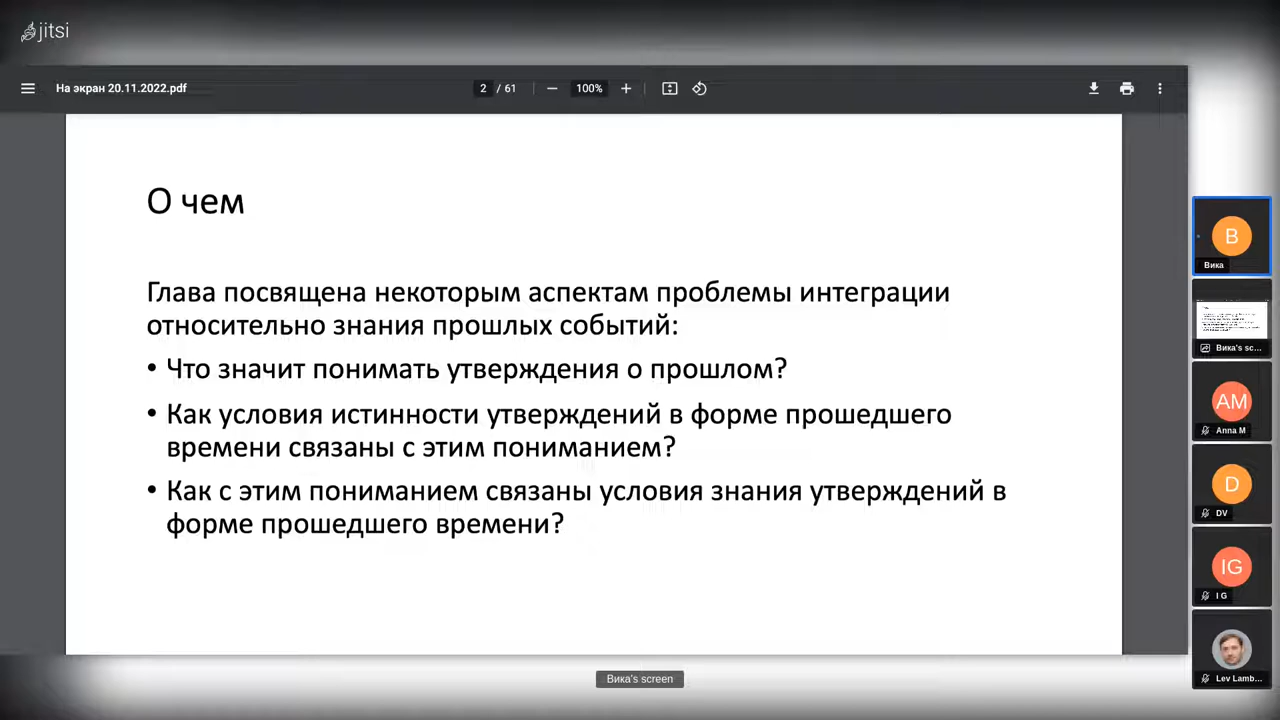 jitsi
На экран 20.11.2022.pdf
2 / 61
100%
О чем
Глава посвящена некоторым аспектам проблемы интеграции
относительно знания прошлых событий:
• Что значит понимать утверждения о прошлом?
• Как условия истинности утверждений в форме прошедшего
времени связаны с этим пониманием?
• Как с этим пониманием связаны условия знания утверждений в
форме прошедшего времени?
В
Вика
Вика's sc...
AM
Anna M
D
DV
IG
I G
Lev Lamb...
Вика's screen